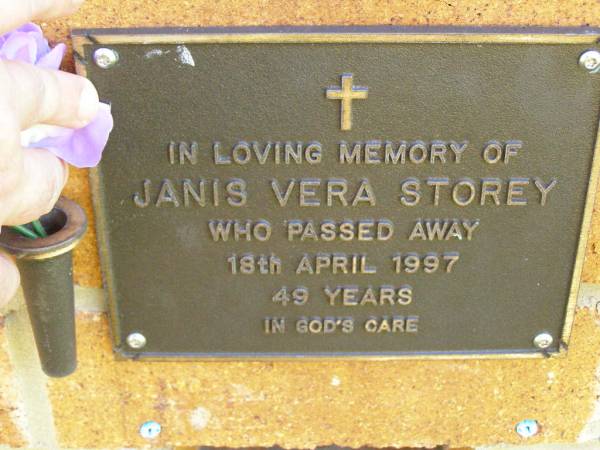 IN LOVING MEMORY OF
JANIS VERA STOREY
WHO PASSED AWAY
18th APRIL 1997
49 YEARS
IN GOD'S CARE